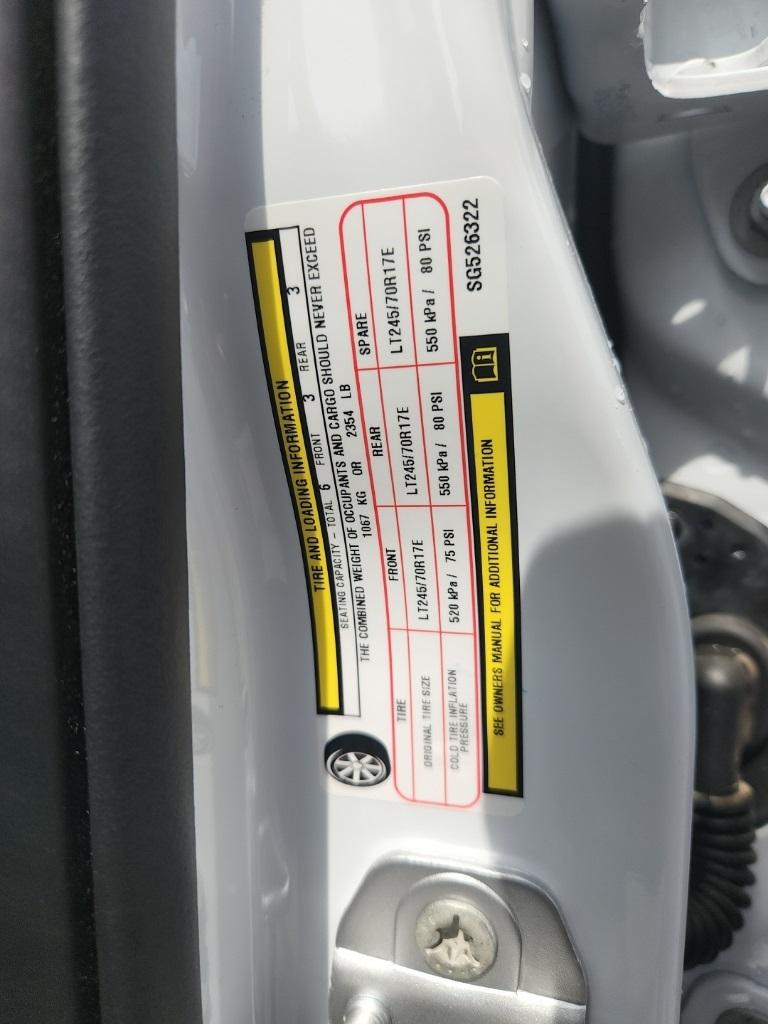 TIRE AND LOADING INFORMATION
SEATING CAPACITY - TOTAL 6 FRONT 3 REAR 3
THE COMBINED WEIGHT OF OCCUPANTS AND CARGO SHOULD NEVER EXCEED
1067 KG OR 2354 LB
TIRE FRONT REAR SPARE
ORIGINAL TIRE SIZE LT245/70R17E LT245/70R17E LT245/70R17E
COLD TIRE INFLATION PRESSURE 520 kPa / 75 PSI 550 kPa / 80 PSI 550 kPa / 80 PSI
SEE OWNERS MANUAL FOR ADDITIONAL INFORMATION
SG526322